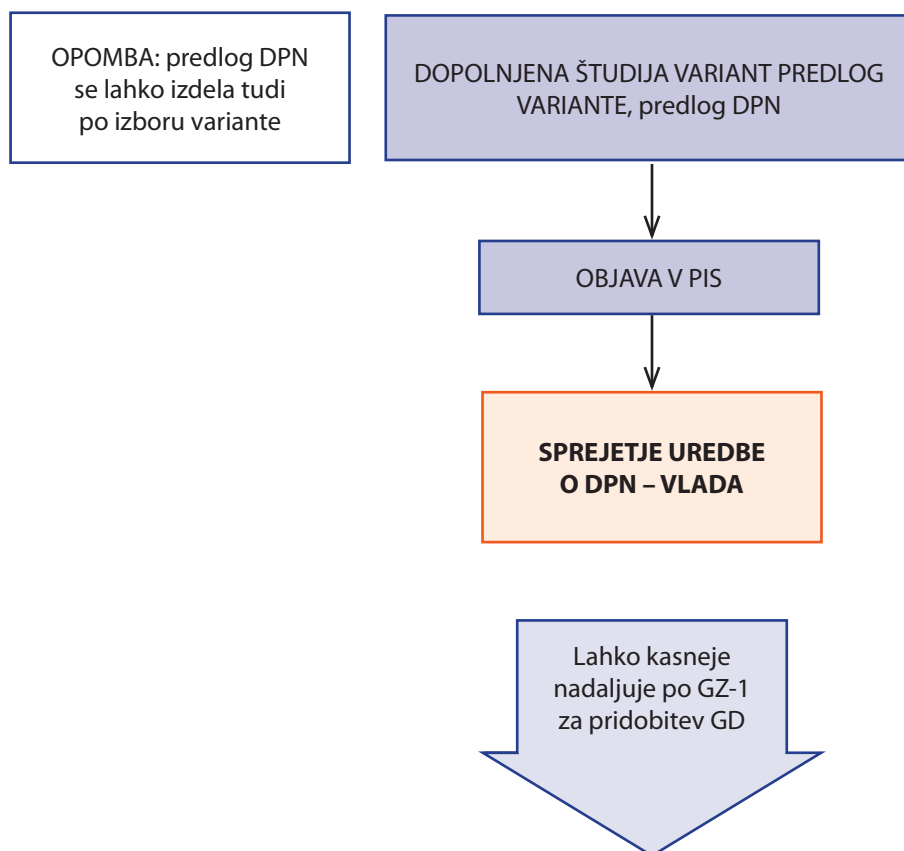 OPOMBA: predlog DPN
se lahko izdela tudi
po izboru variante
DOPOLNJENA ŠTUDIJA VARIANT PREDLOG
VARIANTE, predlog DPN
OBJAVA V PIS
SPREJETJE UREDBE
O DPN – VLADA
Lahko kasneje
nadaljuje po GZ-1
za pridobitev GD